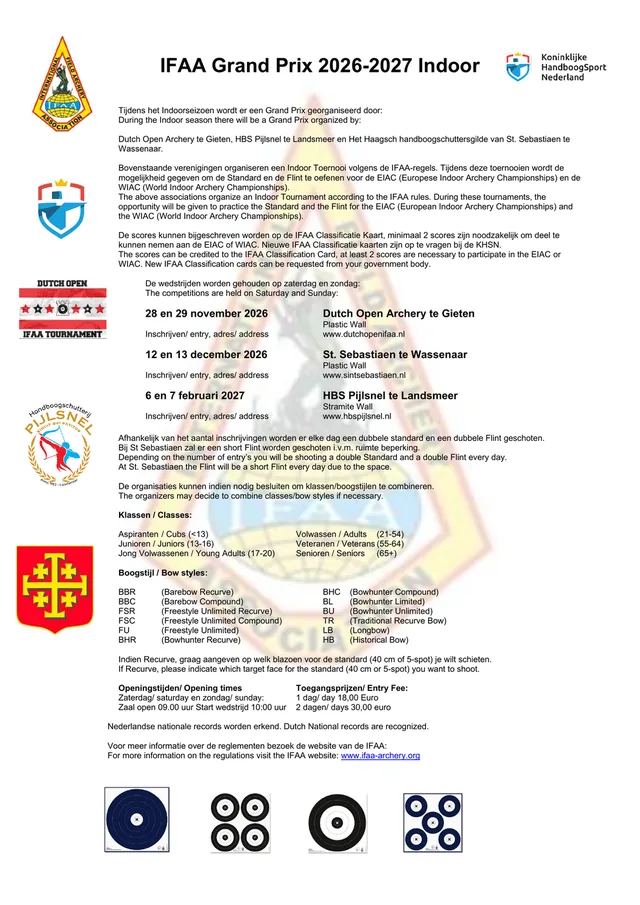 IFAA Grand Prix 2026-2027 Indoor
Koninklijke
HandboogSport
Nederland
INTERNATIONAL FIELD ARCHERY
IFAA
ASSOCIATION
Tijdens het Indoorseizoen wordt er een Grand Prix georganiseerd door:
During the Indoor season there will be a Grand Prix organized by:
Dutch Open Archery te Gieten, HBS Pijlsnel te Landsmeer en Het Haagsch handboogschuttersgilde van St. Sebastiaen te
Wassenaar.
Bovenstaande verenigingen organiseren een Indoor Toernooi volgens de IFAA-regels. Tijdens deze toernooien wordt de
mogelijkheid gegeven om de Standard en de Flint te oefenen voor de EIAC (Europese Indoor Archery Championships) en de
WIAC (World Indoor Archery Championships).
The above associations organize an Indoor Tournament according to the IFAA rules. During these tournaments, the
opportunity will be given to practice the Standard and the Flint for the EIAC (European Indoor Archery Championships) and
the WIAC (World Indoor Archery Championships).
De scores kunnen bijgeschreven worden op de IFAA Classificatie Kaart, minimaal 2 scores zijn noodzakelijk om deel te
kunnen nemen aan de EIAC of WIAC. Nieuwe IFAA Classificatie kaarten zijn op te vragen bij de KHSN.
The scores can be credited to the IFAA Classification Card, at least 2 scores are necessary to participate in the EIAC or
WIAC. New IFAA Classification cards can be requested from your government body.
De wedstrijden worden gehouden op zaterdag en zondag:
The competitions are held on Saturday and Sunday:
DUTCH OPEN
IFAA TOURNAMENT
28 en 29 november 2026 Dutch Open Archery te Gieten
Plastic Wall
Inschrijven/ entry, adres/ address www.dutchopenifaa.nl
12 en 13 december 2026 St. Sebastiaen te Wassenaar
Plastic Wall
Inschrijven/ entry, adres/ address www.sintsebastiaen.nl
6 en 7 februari 2027 HBS Pijlsnel te Landsmeer
Stramite Wall
Inschrijven/ entry, adres/ address www.hbspijlsnel.nl
Handboogschutterij
PIJLSNEL
Afhankelijk van het aantal inschrijvingen worden er elke dag een dubbele standard en een dubbele Flint geschoten.
Bij St Sebastiaen zal er een short Flint worden geschoten i.v.m. ruimte beperking.
Depending on the number of entry's you will be shooting a double Standard and a double Flint every day.
At St. Sebastiaen the Flint will be a short Flint every day due to the space.
De organisaties kunnen indien nodig besluiten om klassen/boogstijlen te combineren.
The organizers may decide to combine classes/bow styles if necessary.
Klassen / Classes:
Aspiranten / Cubs (<13) Volwassen / Adults (21-54)
Junioren / Juniors (13-16) Veteranen / Veterans (55-64)
Jong Volwassenen / Young Adults (17-20) Senioren / Seniors (65+)
Boogstijl / Bow styles:
BBR (Barebow Recurve) BHC (Bowhunter Compound)
BBC (Barebow Compound) BL (Bowhunter Limited)
FSR (Freestyle Unlimited Recurve) BU (Bowhunter Unlimited)
FSC (Freestyle Unlimited Compound) TR (Traditional Recurve Bow)
FU (Freestyle Unlimited) LB (Longbow)
BHR (Bowhunter Recurve) HB (Historical Bow)
Indien Recurve, graag aangeven op welk blazoen voor de standard (40 cm of 5-spot) je wilt schieten.
If Recurve, please indicate which target face for the standard (40 cm or 5-spot) you want to shoot.
Openingstijden/ Opening times Toegangsprijzen/ Entry Fee:
Zaterdag/ saturday en zondag/ sunday: 1 dag/ day 18,00 Euro
Zaal open 09.00 uur Start wedstrijd 10:00 uur 2 dagen/ days 30,00 euro
Nederlandse nationale records worden erkend. Dutch National records are recognized.
Voor meer informatie over de reglementen bezoek de website van de IFAA:
For more information on the regulations visit the IFAA website: www.ifaa-archery.org